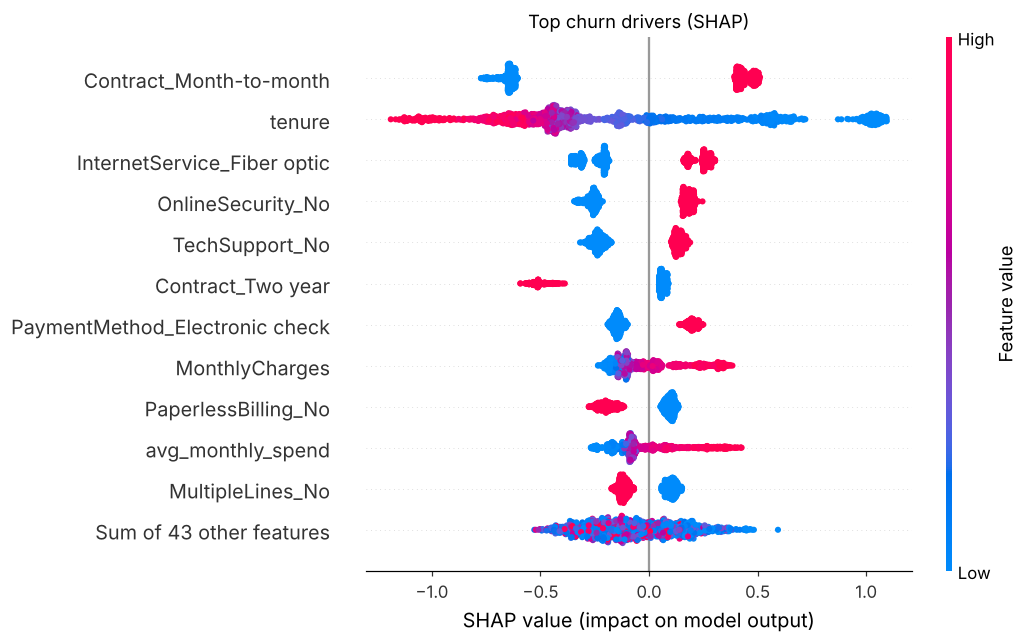 Top churn drivers (SHAP)
High
Contract_Month-to-month
tenure
InternetService_Fiber optic
OnlineSecurity_No
TechSupport_No
Contract_Two year
PaymentMethod_Electronic check
MonthlyCharges
PaperlessBilling_No
avg_monthly_spend
MultipleLines_No
Sum of 43 other features
Feature value
Low
−1.0 −0.5 0.0 0.5 1.0
SHAP value (impact on model output)